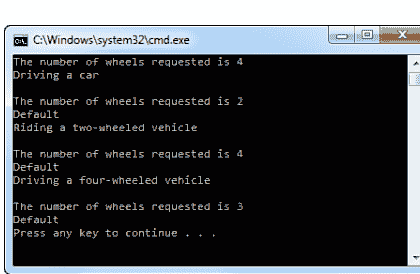 C:\Windows\system32\cmd.exe
The number of wheels requested is 4
Driving a car
The number of wheels requested is 2
Default
Riding a two-wheeled vehicle
The number of wheels requested is 4
Default
Driving a four-wheeled vehicle
The number of wheels requested is 3
Default
Press any key to continue . . .